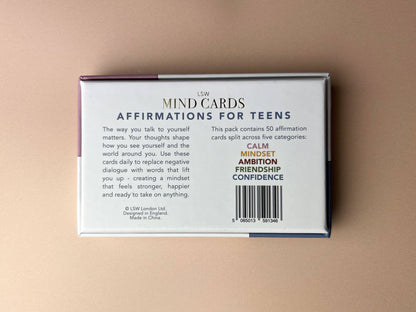 LSW
MIND CARDS
AFFIRMATIONS FOR TEENS
The way you talk to yourself
matters. Your thoughts shape
how you see yourself and the
world around you. Use these
cards daily to replace negative
dialogue with words that lift
you up - creating a mindset
that feels stronger, happier
and ready to take on anything.
© LSW London Ltd.
Designed in England.
Made in China.
This pack contains 50 affirmation
cards split across five categories:
CALM
MINDSET
AMBITION
FRIENDSHIP
CONFIDENCE
5 065013 591346